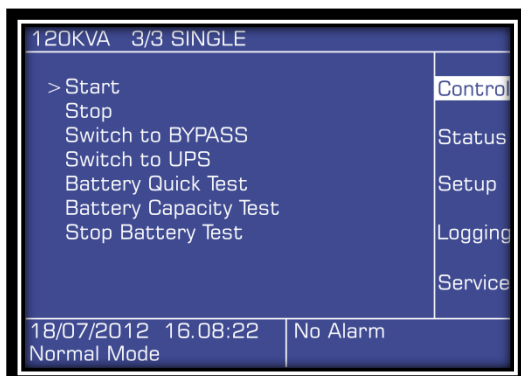 120KVA 3/3 SINGLE
>Start
Stop
Switch to BYPASS
Switch to UPS
Battery Quick Test
Battery Capacity Test
Stop Battery Test
Control
Status
Setup
Logging
Service
18/07/2012 16.08:22
Normal Mode
No Alarm